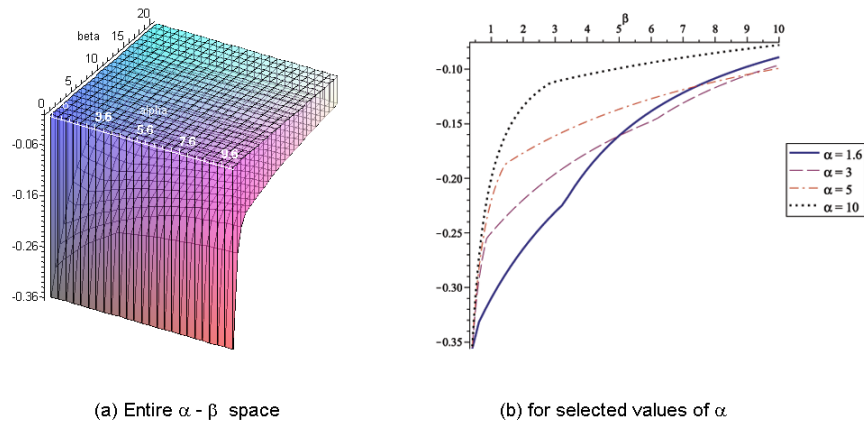 20
15
beta
10
5
0
alpha
3.6
5.6
7.6
9.6
-0.06
-0.16
-0.26
-0.36
(a) Entire α - β space
β
1 2 3 4 5 6 7 8 9 10
−0.10
−0.15
−0.20
−0.25
−0.30
−0.35
α = 1.6
α = 3
α = 5
α = 10
(b) for selected values of α